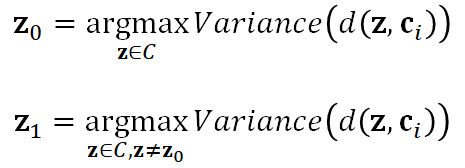 z₀ = argmax Variance(d(z, cᵢ))
z∈C
z₁ = argmax Variance(d(z, cᵢ))
z∈C,z≠z₀